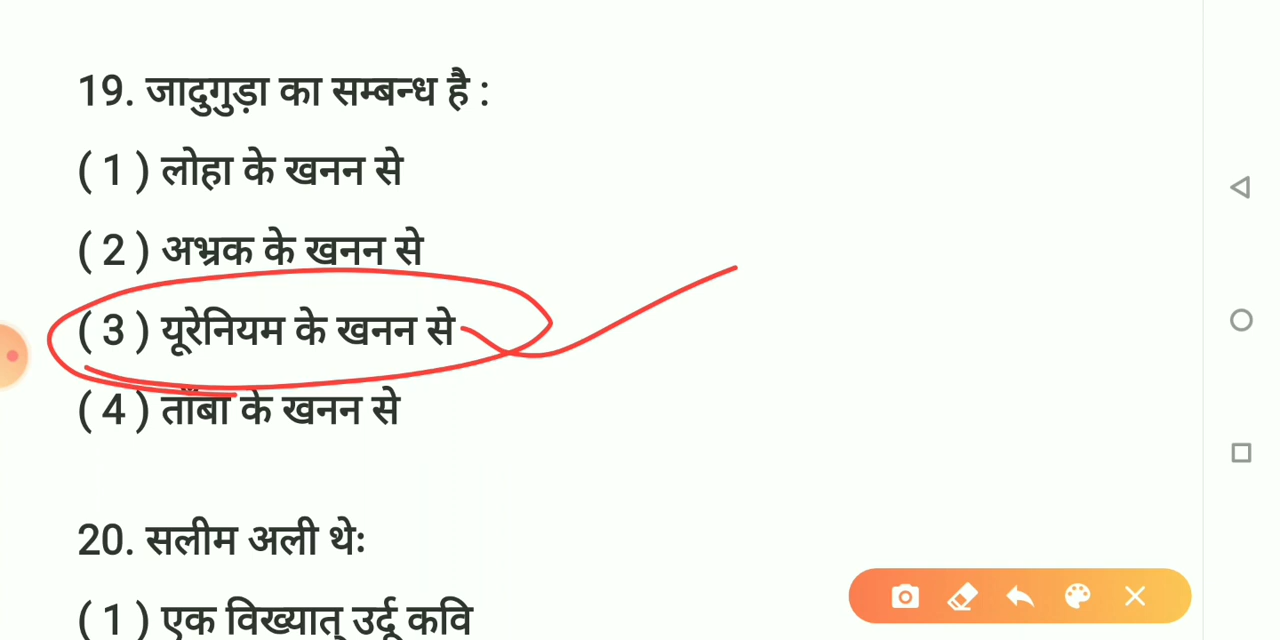 19. जादुगुड़ा का सम्बन्ध है :
( 1 ) लोहा के खनन से
( 2 ) अभ्रक के खनन से
( 3 ) यूरेनियम के खनन से
( 4 ) ताँबा के खनन से
20. सलीम अली थेः
( 1 ) एक विख्यात् उर्दू कवि